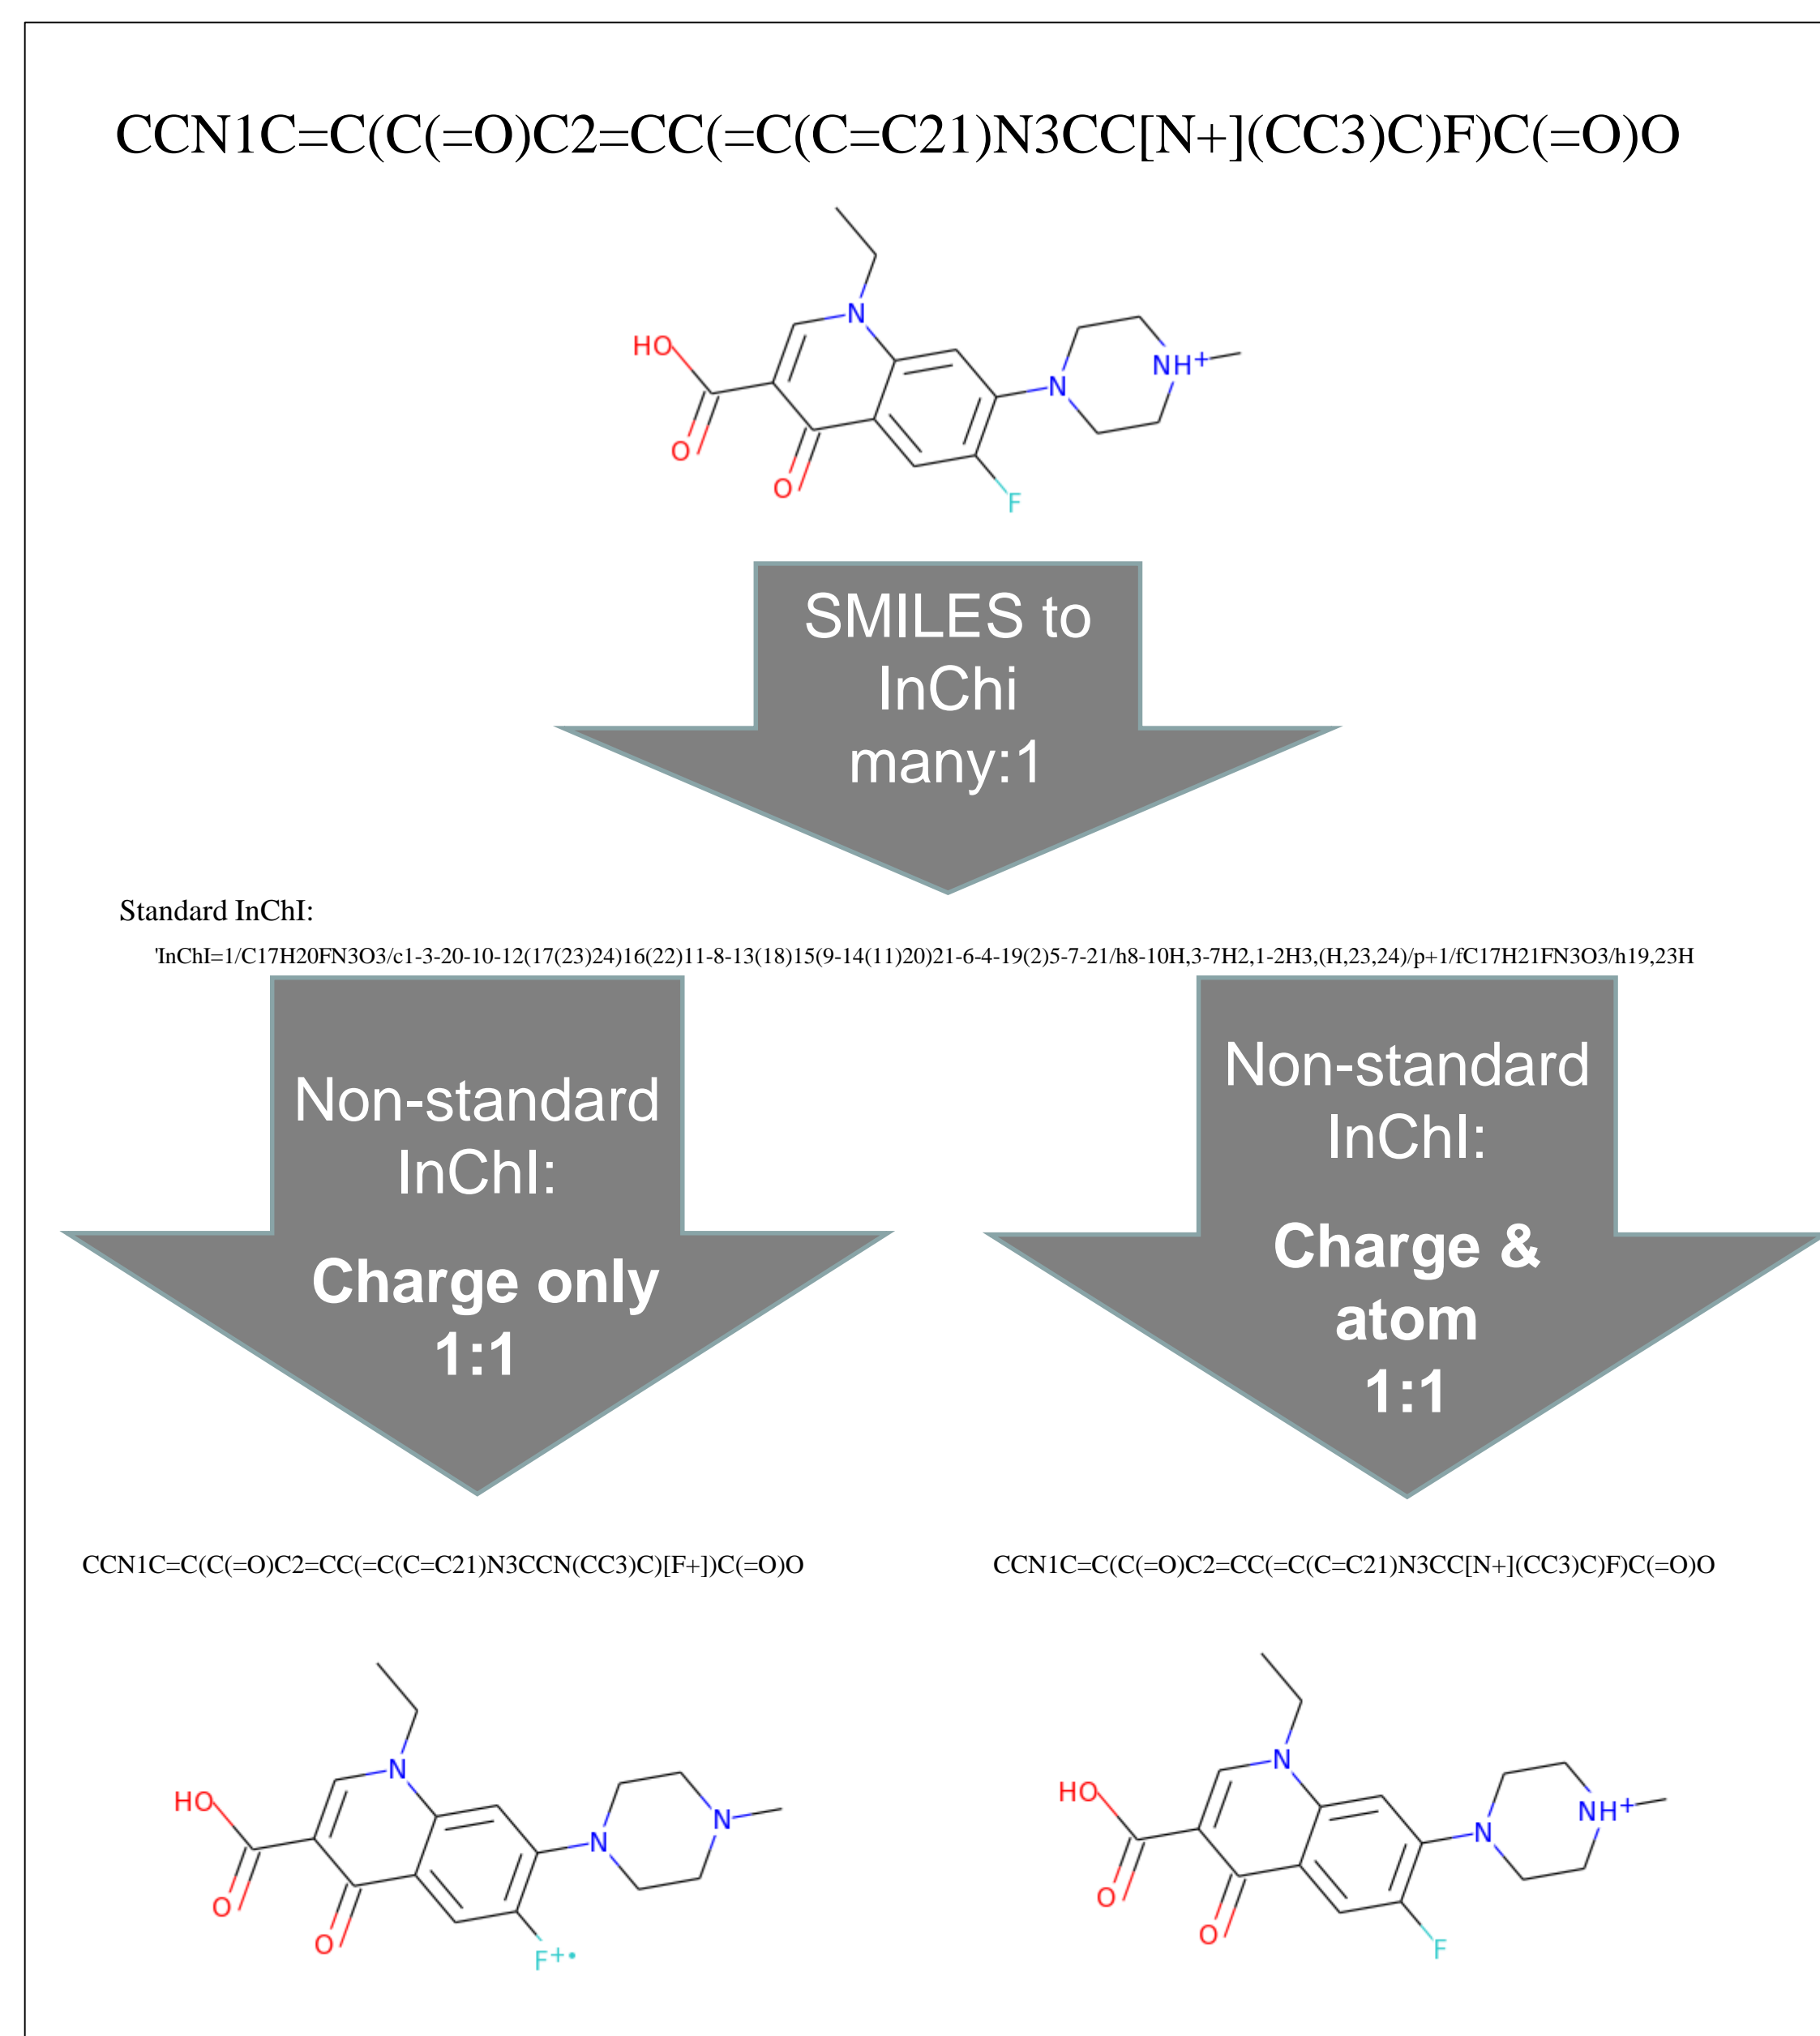 CCN1C=C(C(=O)C2=CC(=C(C=C21)N3CC[N+](CC3)C)F)C(=O)O
N
HO
NH+
N
O
O
F
SMILES to
InChi
many:1
Standard InChI:
'InChI=1/C17H20FN3O3/c1-3-20-10-12(17(23)24)16(22)11-8-13(18)15(9-14(11)20)21-6-4-19(2)5-7-21/h8-10H,3-7H2,1-2H3,(H,23,24)/p+1/fC17H21FN3O3/h19,23H
Non-standard
InChI:
Charge only
1:1
Non-standard
InChI:
Charge &
atom
1:1
CCN1C=C(C(=O)C2=CC(=C(C=C21)N3CCN(CC3)C)[F+])C(=O)O
CCN1C=C(C(=O)C2=CC(=C(C=C21)N3CC[N+](CC3)C)F)C(=O)O
N
HO
N
N
O
O
F+•
N
HO
NH+
N
O
O
F